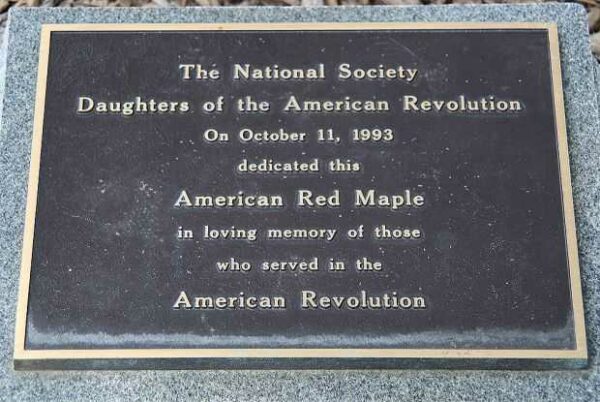 The National Society
Daughters of the American Revolution
On October 11, 1993
dedicated this
American Red Maple
in loving memory of those
who served in the
American Revolution